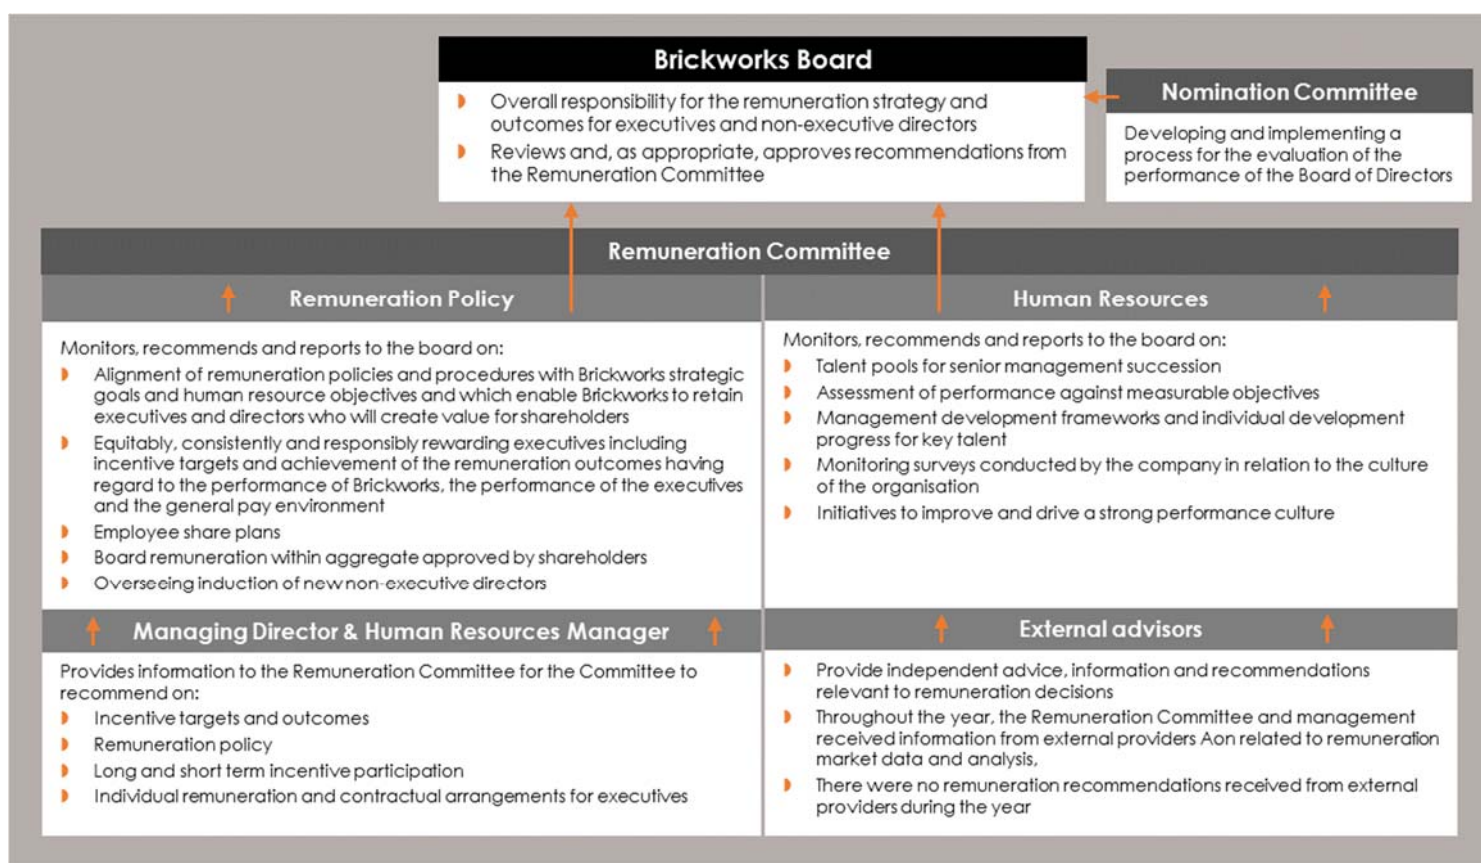 Brickworks Board
Overall responsibility for the remuneration strategy and
outcomes for executives and non-executive directors
Reviews and, as appropriate, approves recommendations from
the Remuneration Committee
Nomination Committee
Developing and implementing a
process for the evaluation of the
performance of the Board of Directors
Remuneration Committee
Remuneration Policy
Monitors, recommends and reports to the board on:
Alignment of remuneration policies and procedures with Brickworks strategic
goals and human resource objectives and which enable Brickworks to retain
executives and directors who will create value for shareholders
Equitably, consistently and responsibly rewarding executives including
incentive targets and achievement of the remuneration outcomes having
regard to the performance of Brickworks, the performance of the executives
and the general pay environment
Employee share plans
Board remuneration within aggregate approved by shareholders
Overseeing induction of new non-executive directors
Human Resources
Monitors, recommends and reports to the board on:
Talent pools for senior management succession
Assessment of performance against measurable objectives
Management development frameworks and individual development
progress for key talent
Monitoring surveys conducted by the company in relation to the culture
of the organisation
Initiatives to improve and drive a strong performance culture
Managing Director & Human Resources Manager
Provides information to the Remuneration Committee for the Committee to
recommend on:
Incentive targets and outcomes
Remuneration policy
Long and short term incentive participation
Individual remuneration and contractual arrangements for executives
External advisors
Provide independent advice, information and recommendations
relevant to remuneration decisions
Throughout the year, the Remuneration Committee and management
received information from external providers Aon related to remuneration
market data and analysis,
There were no remuneration recommendations received from external
providers during the year